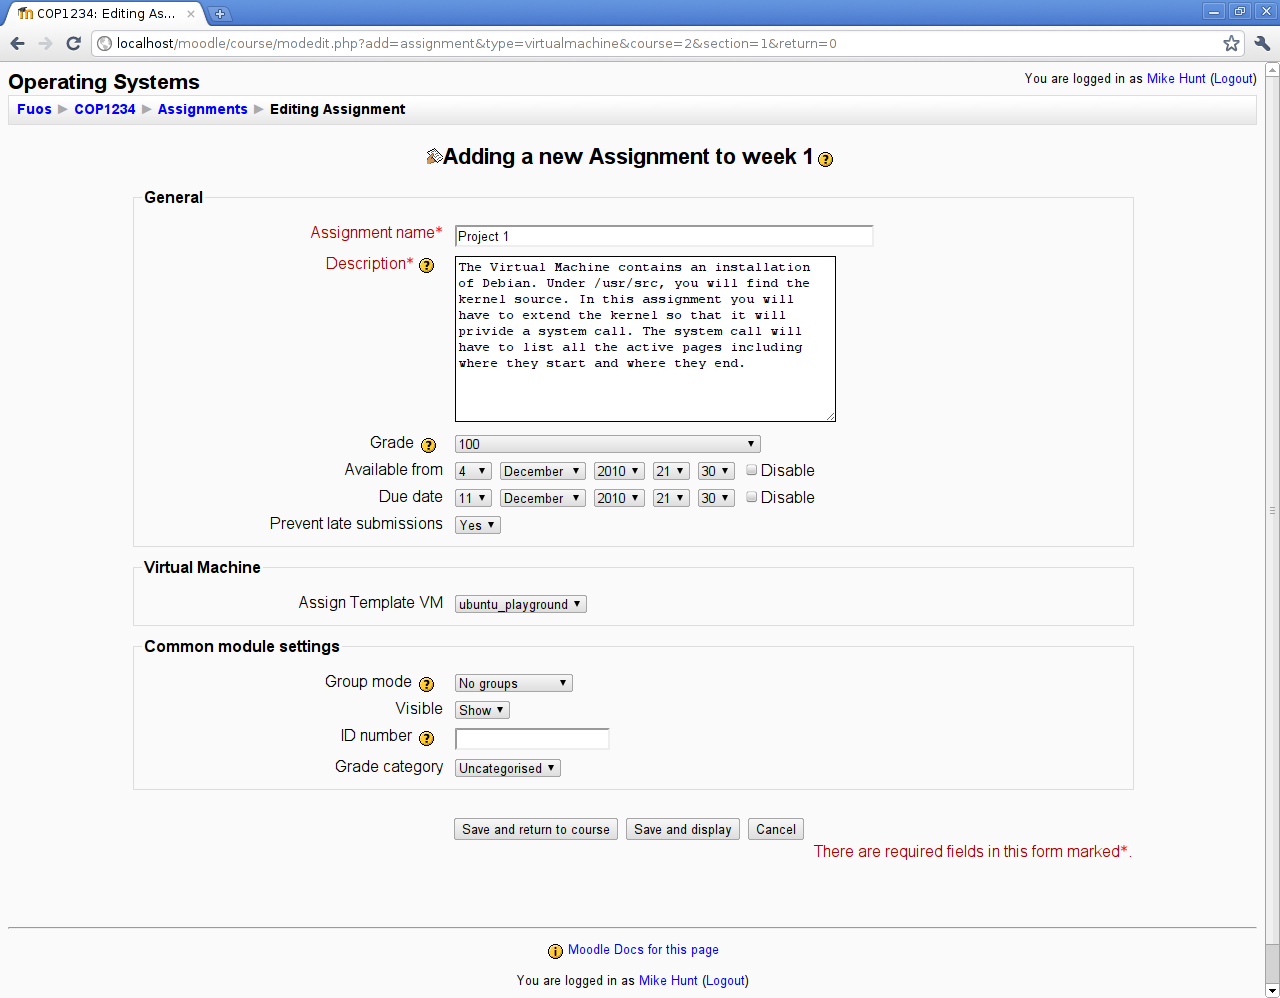 COP1234: Editing As...
localhost/moodle/course/modedit.php?add=assignment&type=virtualmachine&course=2&section=1&return=0
Operating Systems
You are logged in as Mike Hunt (Logout)
Fuos ► COP1234 ► Assignments ► Editing Assignment
Adding a new Assignment to week 1
General
Assignment name* Project 1
Description*
The Virtual Machine contains an installation
of Debian. Under /usr/src, you will find the
kernel source. In this assignment you will
have to extend the kernel so that it will
privide a system call. The system call will
have to list all the active pages including
where they start and where they end.
Grade 100
Available from 4 December 2010 21 30 Disable
Due date 11 December 2010 21 30 Disable
Prevent late submissions Yes
Virtual Machine
Assign Template VM ubuntu_playground
Common module settings
Group mode No groups
Visible Show
ID number
Grade category Uncategorised
Save and return to course Save and display Cancel
There are required fields in this form marked*.
Moodle Docs for this page
You are logged in as Mike Hunt (Logout)